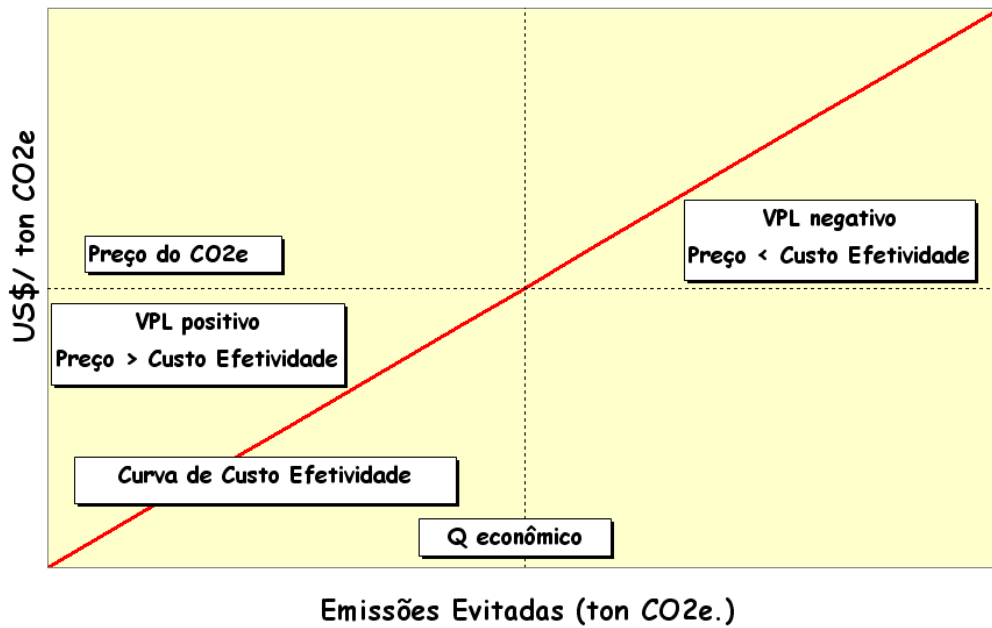 US$/ ton CO2e
VPL negativo
Preço < Custo Efetividade
Preço do CO2e
VPL positivo
Preço > Custo Efetividade
Curva de Custo Efetividade
Q econômico
Emissões Evitadas (ton CO2e.)